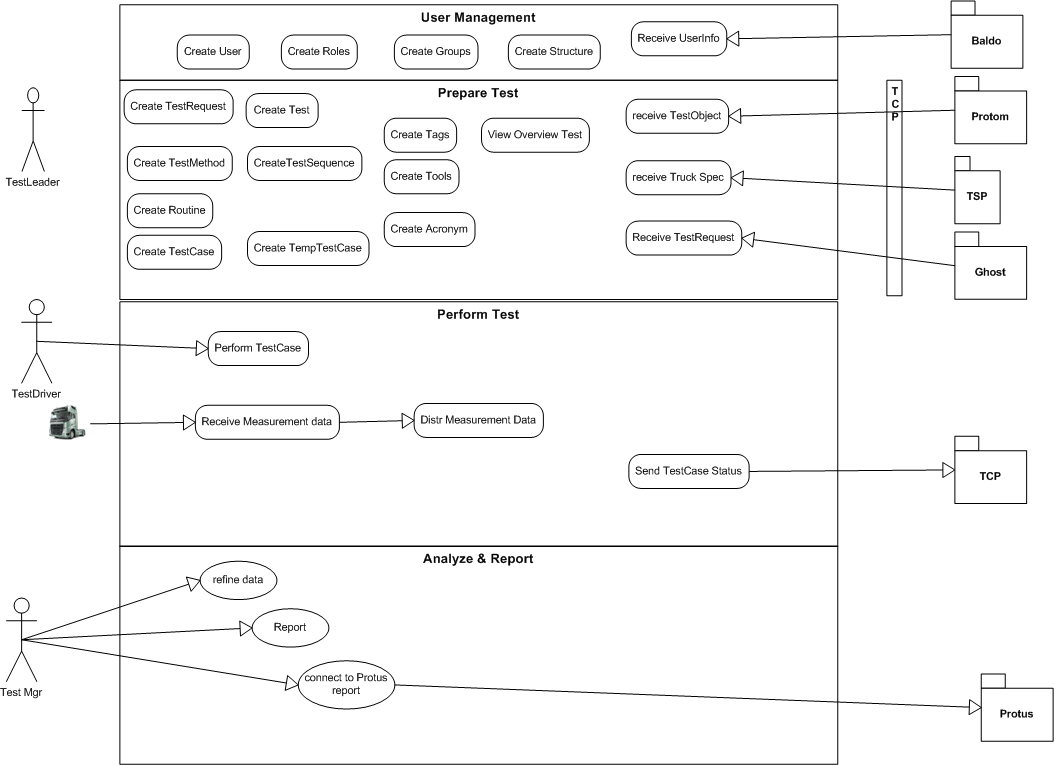 User Management
Create User
Create Roles
Create Groups
Create Structure
Receive UserInfo
Baldo
Prepare Test
TCP
Create TestRequest
Create Test
Create Tags
View Overview Test
receive TestObject
Protom
TestLeader
Create TestMethod
CreateTestSequence
Create Tools
receive Truck Spec
TSP
Create Routine
Create Acronym
Receive TestRequest
Create TestCase
Create TempTestCase
Ghost
Perform Test
TestDriver
Perform TestCase
Receive Measurement data
Distr Measurement Data
Send TestCase Status
TCP
Analyze & Report
refine data
Report
Test Mgr
connect to Protus
report
Protus